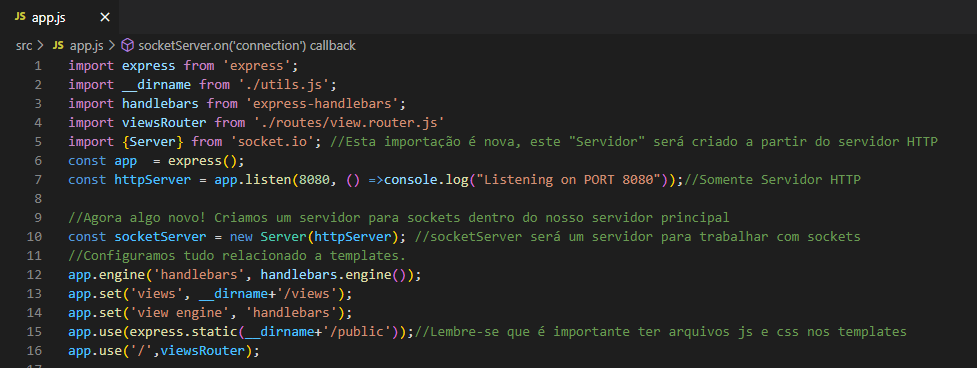 JS app.js ×
src > JS app.js > socketServer.on('connection') callback
1 import express from 'express';
2 import __dirname from './utils.js';
3 import handlebars from 'express-handlebars';
4 import viewsRouter from './routes/view.router.js'
5 import {Server} from 'socket.io'; //Esta importação é nova, este "Servidor" será criado a partir do servidor HTTP
6 const app  = express();
7 const httpServer = app.listen(8080, () =>console.log("Listening on PORT 8080"));//Somente Servidor HTTP
8
9 //Agora algo novo! Criamos um servidor para sockets dentro do nosso servidor principal
10 const socketServer = new Server(httpServer); //socketServer será um servidor para trabalhar com sockets
11 //Configuramos tudo relacionado a templates.
12 app.engine('handlebars', handlebars.engine());
13 app.set('views', __dirname+'/views');
14 app.set('view engine', 'handlebars');
15 app.use(express.static(__dirname+'/public'));//Lembre-se que é importante ter arquivos js e css nos templates
16 app.use('/',viewsRouter);